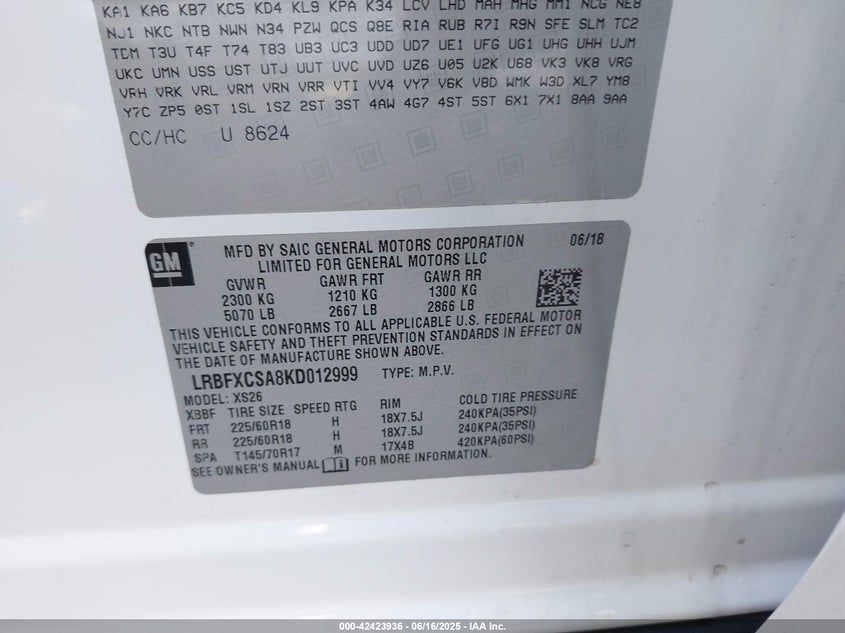 KA1 KA6 KB7 KC5 KD4 KL9 KPA K34 LCV LHD MAH MHG MM1 NCG NE8
NJ1 NKC NTB NWN N34 PZW QCS Q8E RIA RUB R7I R9N SFE SLM TC2
TDM T3U T4F T74 T83 UB3 UC3 UDD UD7 UE1 UFG UG1 UHG UHH UJM
UKC UMN USS UST UTJ UUT UVC UVD UZ6 U05 U2K U68 VK3 VK8 VRG
VRH VRK VRL VRM VRN VRR VTI VV4 VY7 V6K V8D WMK W3D XL7 YM8
Y7C ZP5 0ST 1SL 1SZ 2ST 3ST 4AW 4G7 4ST 5ST 6X1 7X1 8AA 9AA
CC/HC U 8624
GM
MFD BY SAIC GENERAL MOTORS CORPORATION 06/18
LIMITED FOR GENERAL MOTORS LLC
GVWR GAWR FRT GAWR RR
2300 KG 1210 KG 1300 KG
5070 LB 2667 LB 2866 LB
THIS VEHICLE CONFORMS TO ALL APPLICABLE U.S. FEDERAL MOTOR
VEHICLE SAFETY AND THEFT PREVENTION STANDARDS IN EFFECT ON
THE DATE OF MANUFACTURE SHOWN ABOVE.
LRBFXCSA8KD012999 TYPE: M.P.V.
MODEL: XS26
XBBF TIRE SIZE SPEED RTG RIM COLD TIRE PRESSURE
FRT 225/60R18 H 18X7.5J 240KPA(35PSI)
RR 225/60R18 H 18X7.5J 240KPA(35PSI)
SPA T145/70R17 M 17X4B 420KPA(60PSI)
SEE OWNER'S MANUAL FOR MORE INFORMATION.
000-42423936 - 06/16/2025 - IAA Inc.